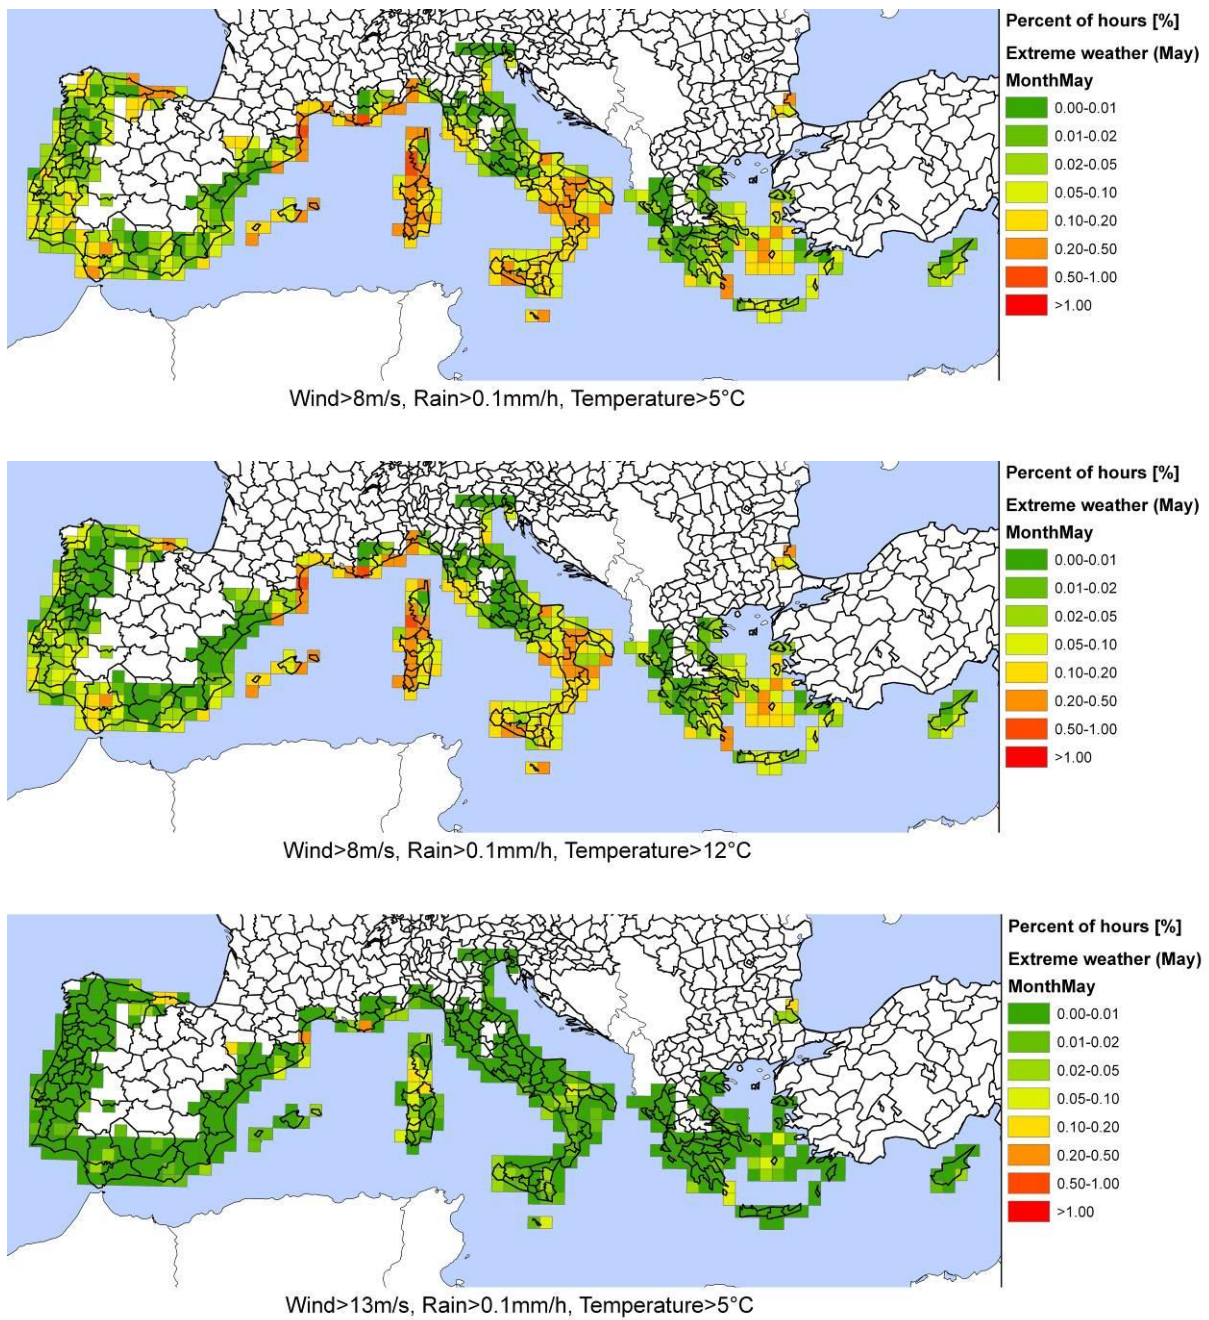 Percent of hours [%]
Extreme weather (May)
MonthMay
0.00-0.01
0.01-0.02
0.02-0.05
0.05-0.10
0.10-0.20
0.20-0.50
0.50-1.00
>1.00
Wind>8m/s, Rain>0.1mm/h, Temperature>5°C
Percent of hours [%]
Extreme weather (May)
MonthMay
0.00-0.01
0.01-0.02
0.02-0.05
0.05-0.10
0.10-0.20
0.20-0.50
0.50-1.00
>1.00
Wind>8m/s, Rain>0.1mm/h, Temperature>12°C
Percent of hours [%]
Extreme weather (May)
MonthMay
0.00-0.01
0.01-0.02
0.02-0.05
0.05-0.10
0.10-0.20
0.20-0.50
0.50-1.00
>1.00
Wind>13m/s, Rain>0.1mm/h, Temperature>5°C